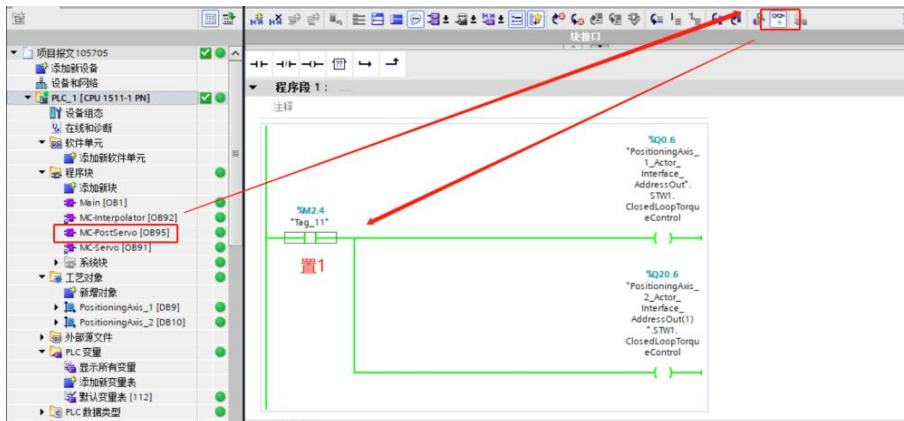 块接口
项目报文105705
添加新设备
设备和网络
PLC_1 [CPU 1511-1 PN]
设备组态
在线和诊断
软件单元
添加新软件单元
程序块
添加新块
Main [OB1]
MC-Interpolator [OB92]
MC-PostServo [OB95]
MC-Servo [OB91]
系统块
工艺对象
新增对象
PositioningAxis_1 [DB9]
PositioningAxis_2 [DB10]
外部源文件
PLC 变量
显示所有变量
添加新变量表
默认变量表 [112]
PLC 数据类型
程序段 1：
注释
%M2.4
"Tag_11"
置1
%Q0.6
"PositioningAxis_
1_Actor_
Interface_
AddressOut".
STW1.
ClosedLoopTorqu
eControl
%Q20.6
"PositioningAxis_
2_Actor_
Interface_
AddressOut(1)
".STW1.
ClosedLoopTorqu
eControl